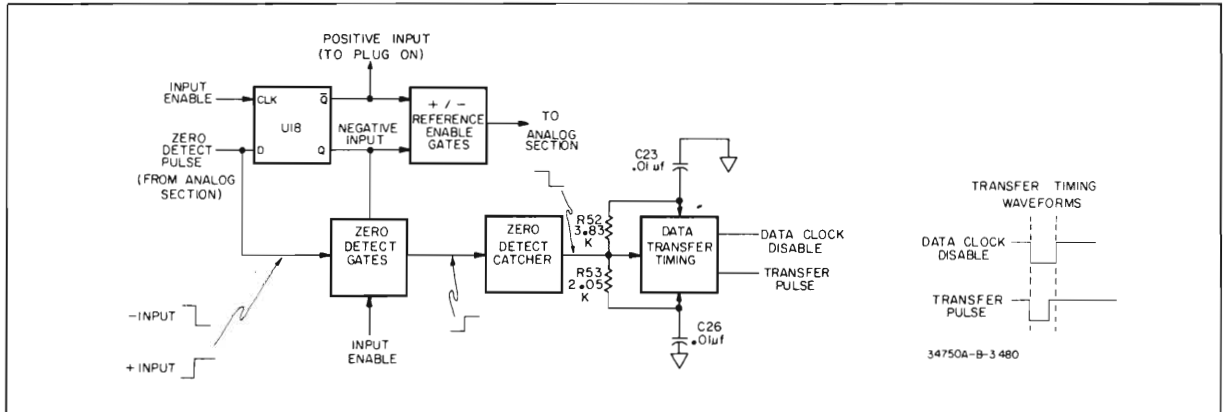 POSITIVE INPUT
(TO PLUG ON)
INPUT
ENABLE
CLK
Q
U18
ZERO
DETECT
PULSE
D
Q
(FROM ANALOG
SECTION)
NEGATIVE
INPUT
+ / -
REFERENCE
ENABLE
GATES
TO
ANALOG
SECTION
ZERO
DETECT
GATES
INPUT
ENABLE
-INPUT
+ INPUT
ZERO
DETECT
CATCHER
C23
.01uf
R52
3.83
K
R53
2.05
K
DATA
TRANSFER
TIMING
C26
.01uf
DATA CLOCK
DISABLE
TRANSFER
PULSE
TRANSFER TIMING
WAVEFORMS
DATA CLOCK
DISABLE
TRANSFER
PULSE
34750A-B-3480